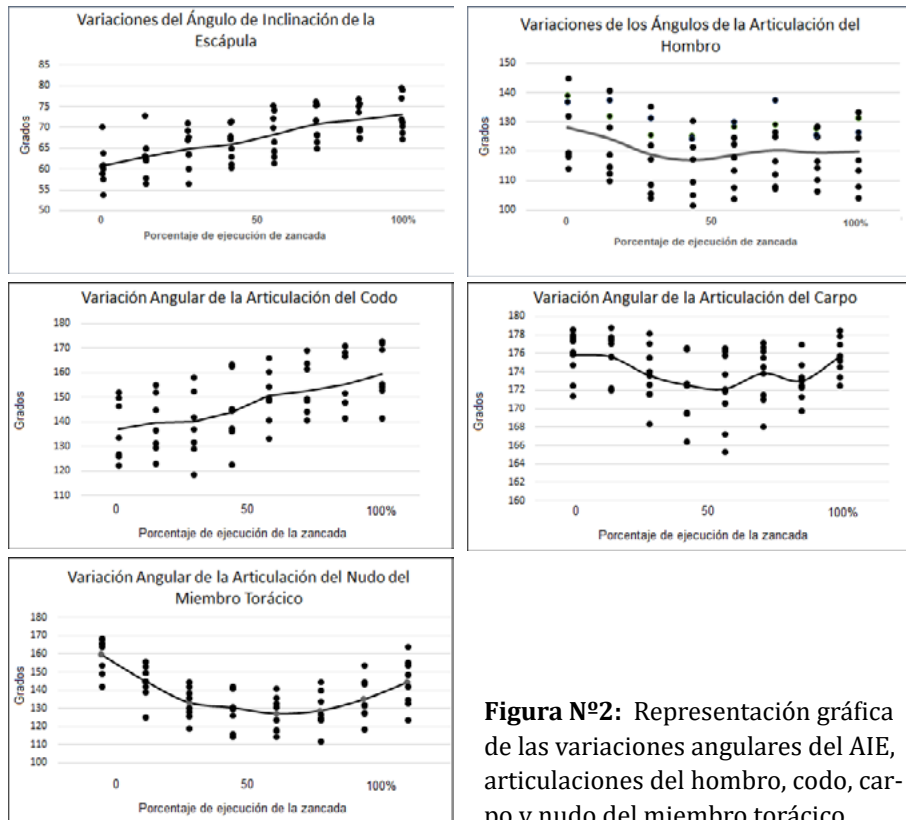 Variaciones del Ángulo de Inclinación de la
Escápula
85
80
75
70
65
60
55
50
Grados
0
50
100%
Porcentaje de ejecución de zancada
Variaciones de los Ángulos de la Articulación del
Hombro
150
140
130
120
110
100
Grados
0
50
100%
Porcentaje de ejecución de zancada
Variación Angular de la Articulación del Codo
180
170
160
150
140
130
120
110
Grados
0
50
100%
Porcentaje de ejecución de la zancada
Variación Angular de la Articulación del Carpo
180
178
176
174
172
170
168
166
164
162
160
Grados
0
50
100%
Porcentaje de ejecución de la zancada
Variación Angular de la Articulación del Nudo del
Miembro Torácico
180
170
160
150
140
130
120
110
100
Grados
0
50
100%
Porcentaje de ejecución de la zancada
Figura Nº2: Representación gráfica
de las variaciones angulares del AIE,
articulaciones del hombro, codo, car-
po y nudo del miembro torácico